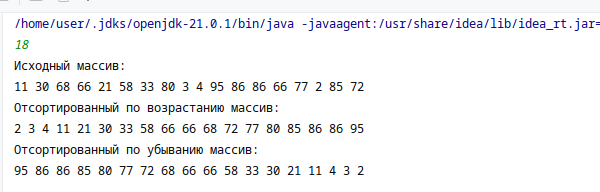 /home/user/.jdks/openjdk-21.0.1/bin/java -javaagent:/usr/share/idea/lib/idea_rt.jar=
18
Исходный массив:
11 30 68 66 21 58 33 80 3 4 95 86 86 66 77 2 85 72
Отсортированный по возрастанию массив:
2 3 4 11 21 30 33 58 66 66 68 72 77 80 85 86 86 95
Отсортированный по убыванию массив:
95 86 86 85 80 77 72 68 66 66 58 33 30 21 11 4 3 2